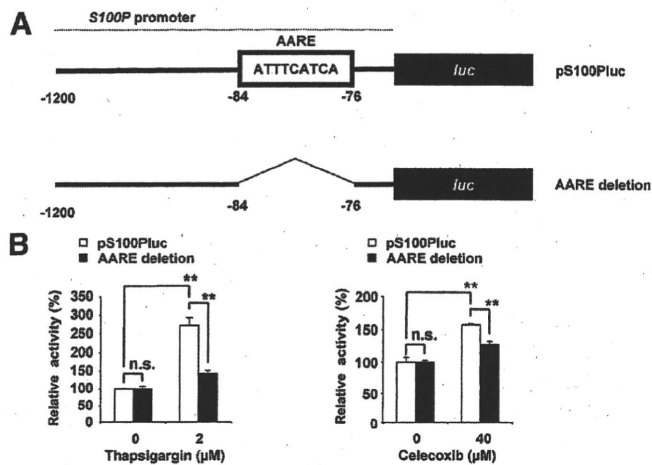 A
S100P promoter
AARE
ATTTCATCA
luc
pS100Pluc
-1200
-84
-76
luc
AARE deletion
-1200
-84
-76
B
pS100Pluc
AARE deletion
Relative activity (%)
350
300
250
200
150
100
50
0
n.s.
**
**
0
2
Thapsigargin (µM)
pS100Pluc
AARE deletion
Relative activity (%)
200
150
100
50
0
n.s.
**
**
0
40
Celecoxib (µM)